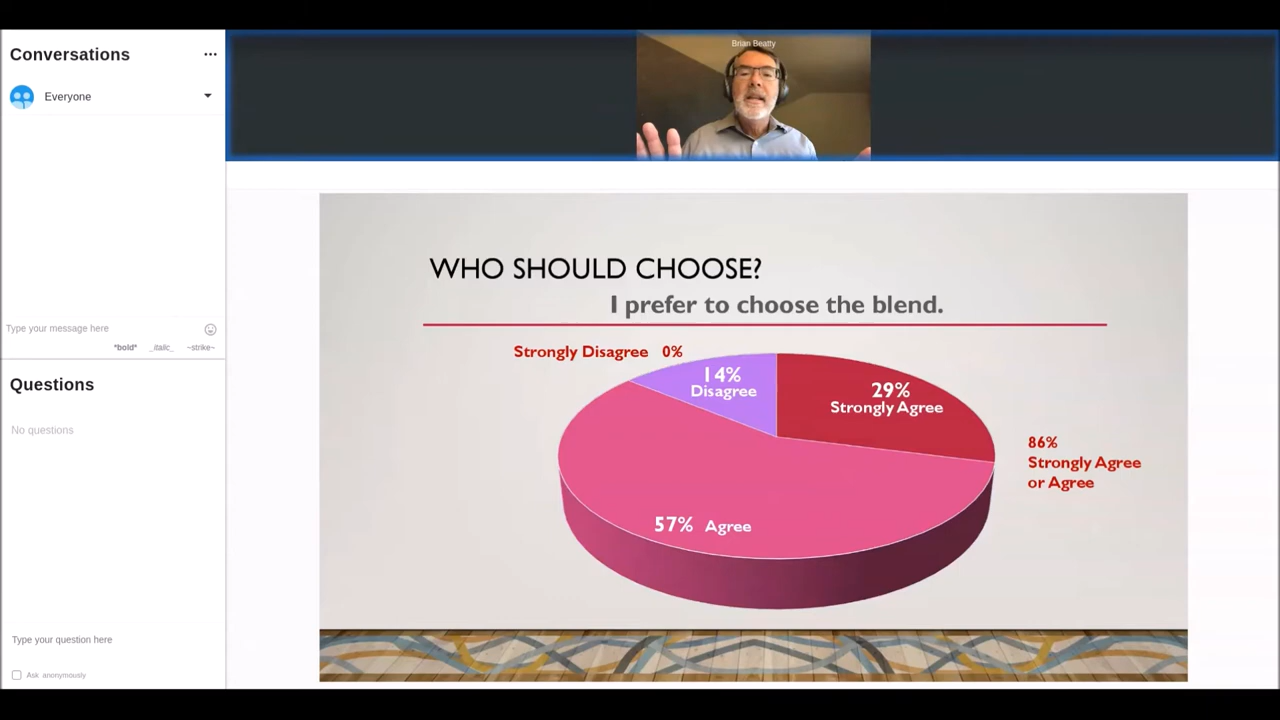 Conversations
Everyone
Type your message here
*bold* _italic_ ~strike~
Questions
No questions
Type your question here
Ask anonymously
Brian Beatty
WHO SHOULD CHOOSE?
I prefer to choose the blend.
Strongly Disagree 0%
14%
Disagree
29%
Strongly Agree
86%
Strongly Agree
or Agree
57% Agree